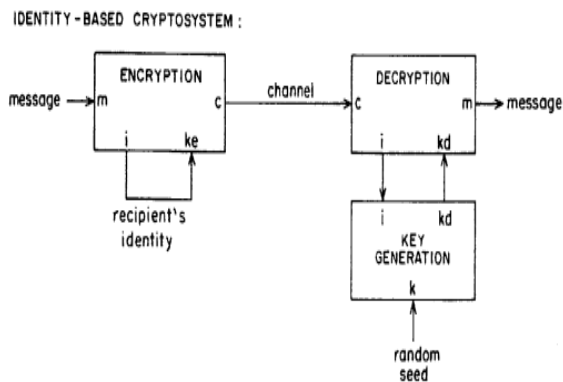 IDENTITY-BASED CRYPTOSYSTEM:
ENCRYPTION
message
m
c
i
ke
recipient's
identity
channel
DECRYPTION
c
m
message
i
kd
i
kd
KEY
GENERATION
k
random
seed